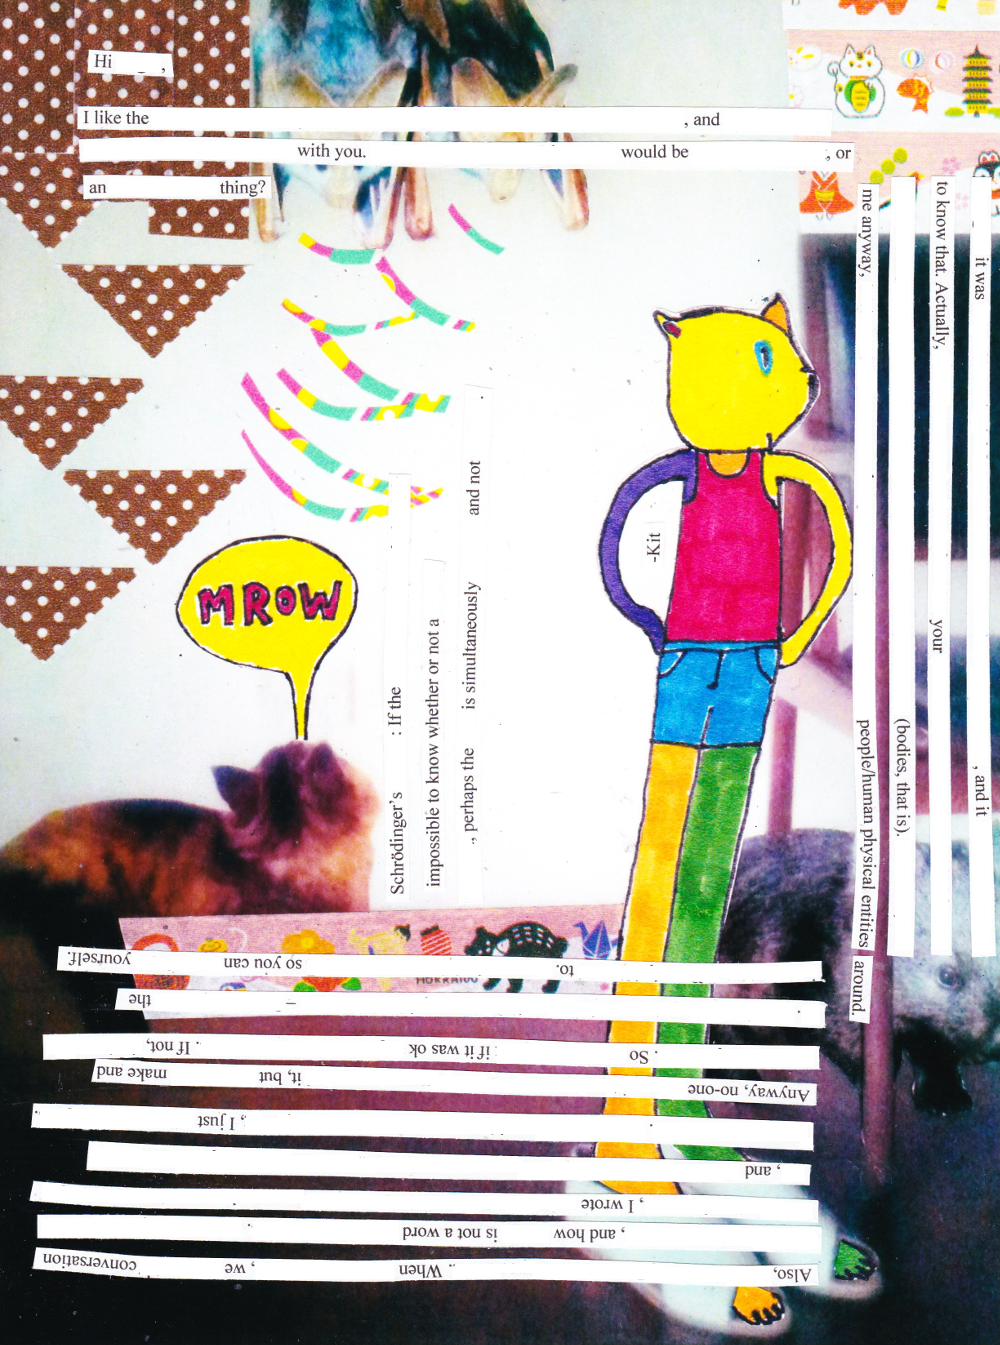 Hi ,
I like the , and
with you. would be , or
an thing?
it was , and it
to know that. Actually, your
(bodies, that is).
me anyway, people/human physical entities around.
Also, .. When , we conversation
, and how is not a word
, I wrote
, and
. , I just
Anyway, no-one it, but make and
. So if it was ok .. If not,
. – the
to. so you can yourself.
Schrödinger's : If the
impossible to know whether or not a
., perhaps the is simultaneously and not
-Kit
MROW
HOKKAIDO